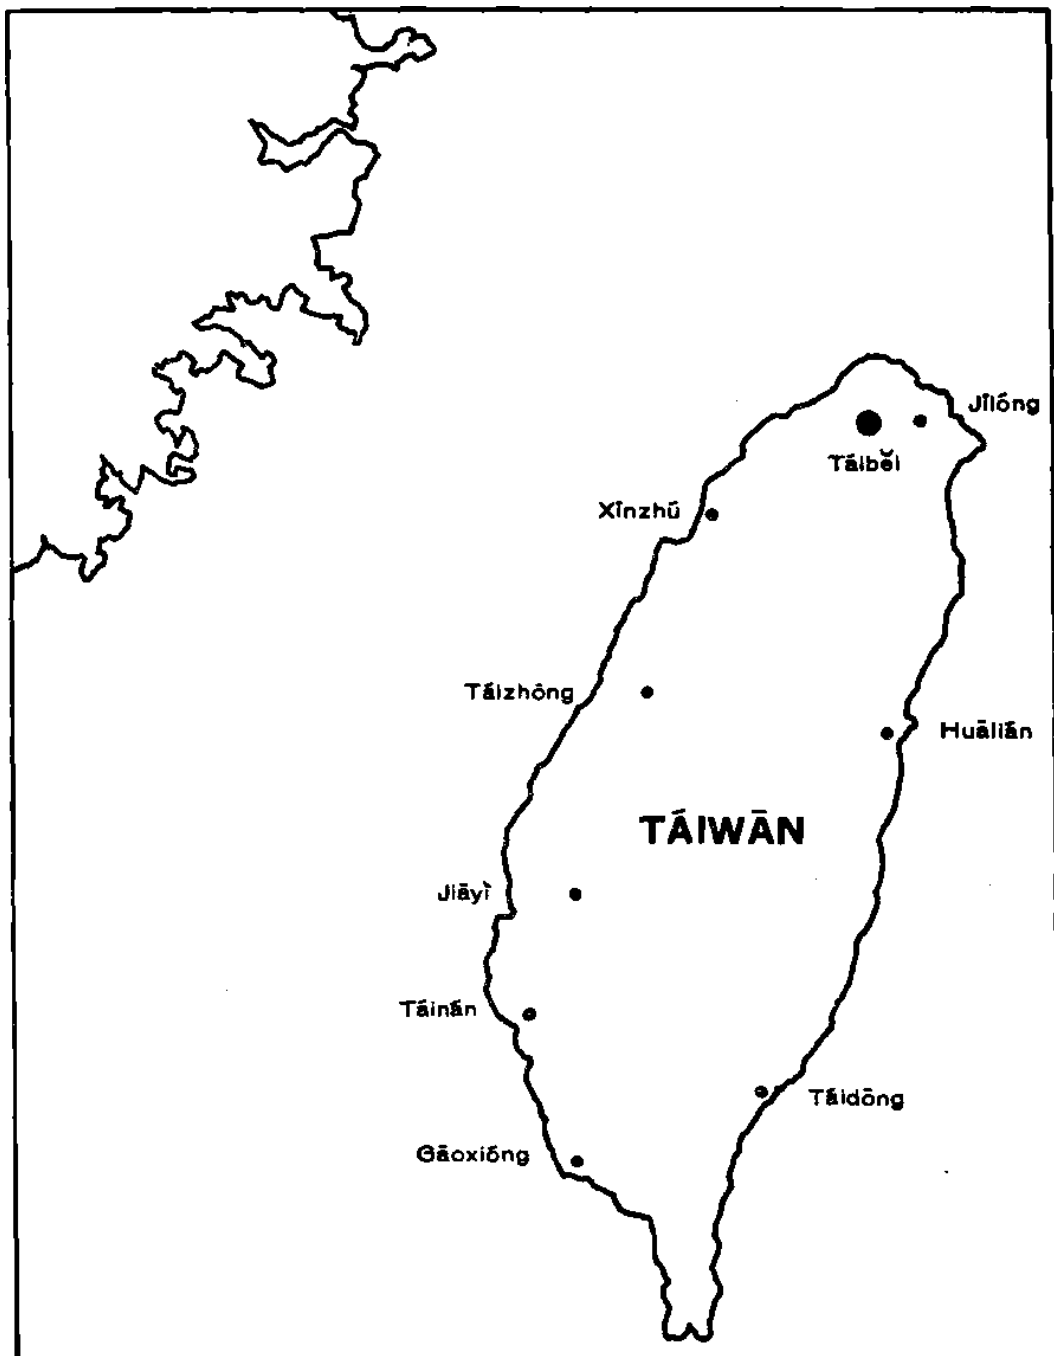 Jīlóng
Táiběi
Xīnzhú
Táizhōng
Huālián
TÁIWĀN
Jiāyì
Táinán
Táidōng
Gāoxióng